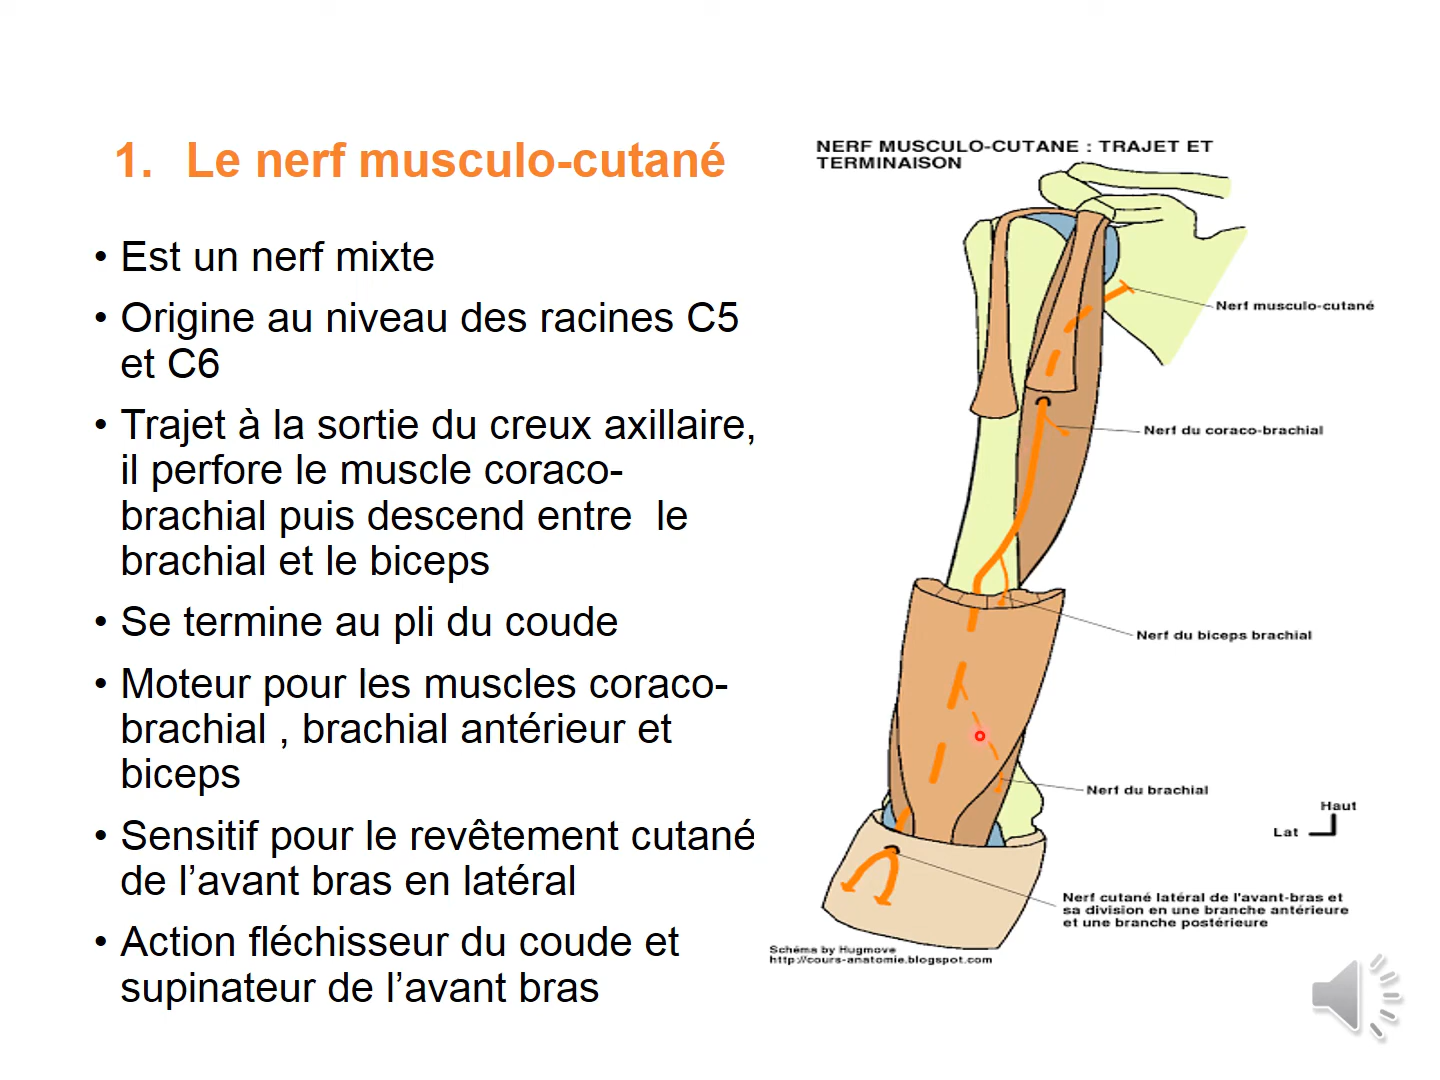 1. Le nerf musculo-cutané
• Est un nerf mixte
• Origine au niveau des racines C5
et C6
• Trajet à la sortie du creux axillaire,
il perfore le muscle coraco-
brachial puis descend entre le
brachial et le biceps
• Se termine au pli du coude
• Moteur pour les muscles coraco-
brachial , brachial antérieur et
biceps
• Sensitif pour le revêtement cutané
de l’avant bras en latéral
• Action fléchisseur du coude et
supinateur de l’avant bras
NERF MUSCULO-CUTANE : TRAJET ET
TERMINAISON
Nerf musculo-cutané
Nerf du coraco-brachial
Nerf du biceps brachial
Nerf du brachial
Haut
Lat
Nerf cutané latéral de l'avant-bras et
sa division en une branche antérieure
et une branche postérieure
Schéma by Hugmove
http://cours-anatomie.blogspot.com